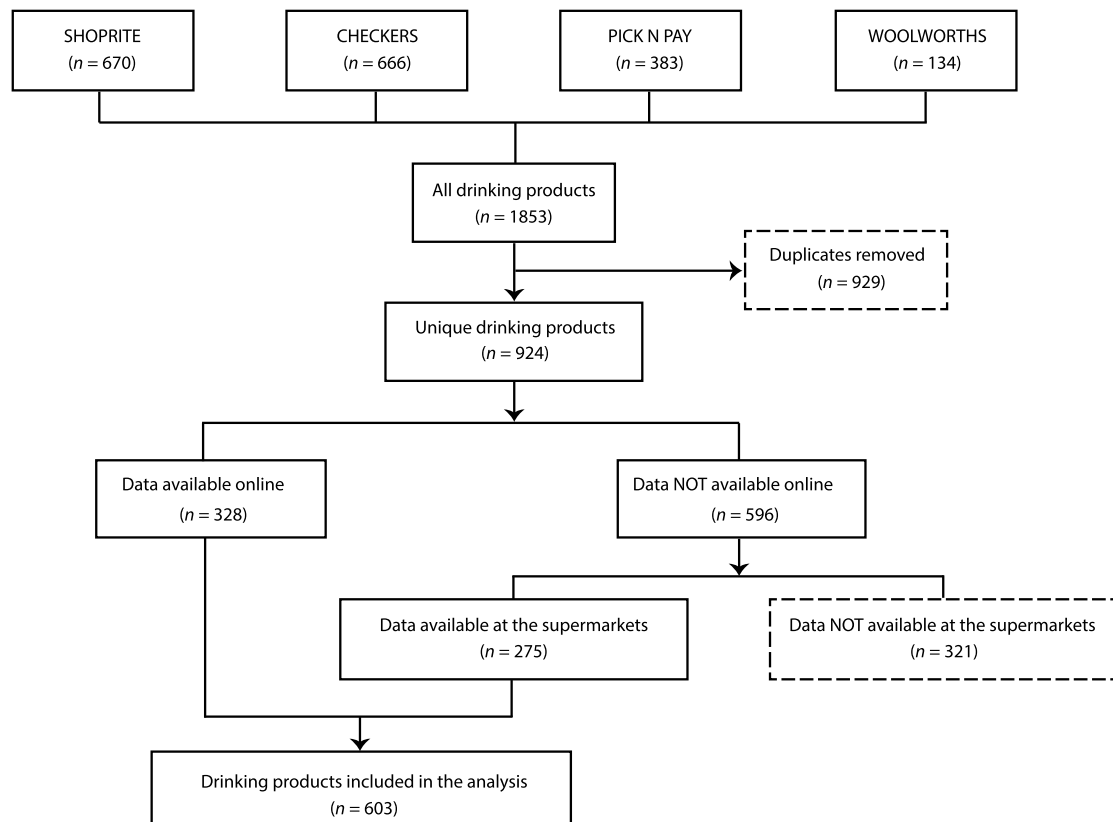 SHOPRITE
(n = 670)
CHECKERS
(n = 666)
PICK N PAY
(n = 383)
WOOLWORTHS
(n = 134)
All drinking products
(n = 1853)
Duplicates removed
(n = 929)
Unique drinking products
(n = 924)
Data available online
(n = 328)
Data NOT available online
(n = 596)
Data available at the supermarkets
(n = 275)
Data NOT available at the supermarkets
(n = 321)
Drinking products included in the analysis
(n = 603)